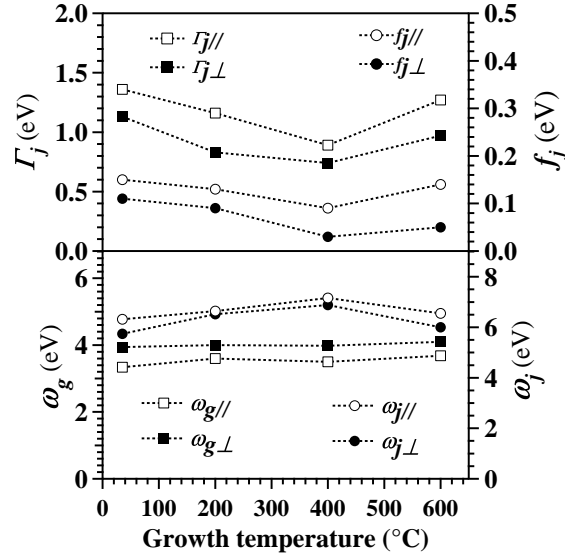 2.0 0.5
Γj// fj//
Γj⊥ fj⊥
1.5 0.4
0.3
Γj (eV) 1.0 fj (eV)
0.2
0.5
0.1
0.0 0.0
8
6
6
ωg (eV) 4 ωj (eV)
4
ωg// ωj//
2 2
ωg⊥ ωj⊥
0 0
0 100 200 300 400 500 600
Growth temperature (°C)